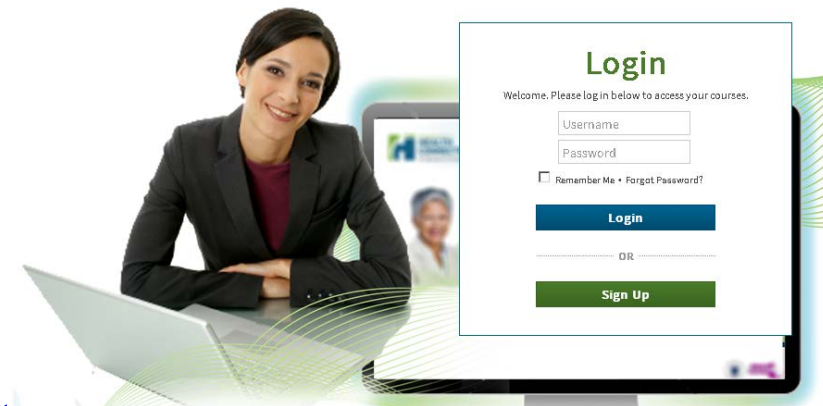 Login
Welcome. Please log in below to access your courses.
Username
Password
Remember Me • Forgot Password?
Login
OR
Sign Up